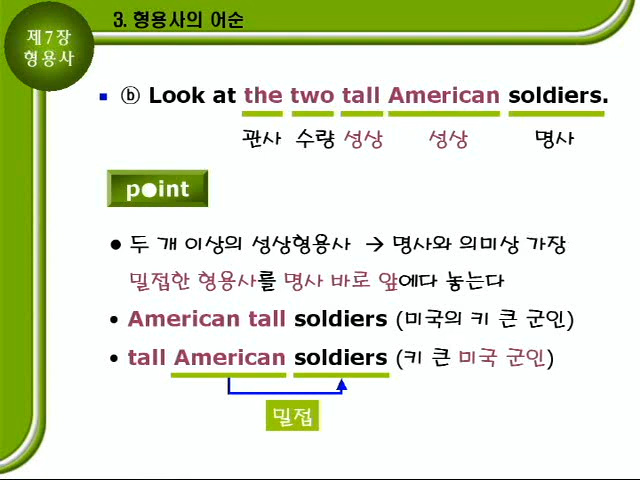 3. 형용사의 어순
제7장
형용사
ⓑ Look at the two tall American soldiers.
관사 수량 성상 성상 명사
point
두 개 이상의 성상형용사 → 명사와 의미상 가장
밀접한 형용사를 명사 바로 앞에다 놓는다
American tall soldiers (미국의 키 큰 군인)
tall American soldiers (키 큰 미국 군인)
밀접